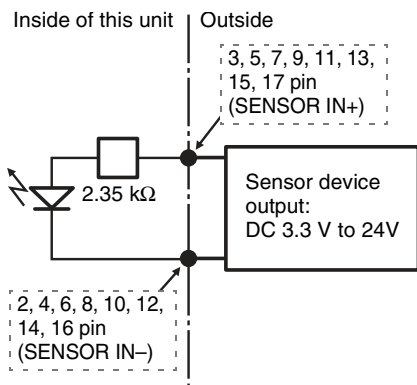 Inside of this unit
Outside
3, 5, 7, 9, 11, 13,
15, 17 pin
(SENSOR IN+)
2.35 kΩ
Sensor device
output:
DC 3.3 V to 24V
2, 4, 6, 8, 10, 12,
14, 16 pin
(SENSOR IN–)